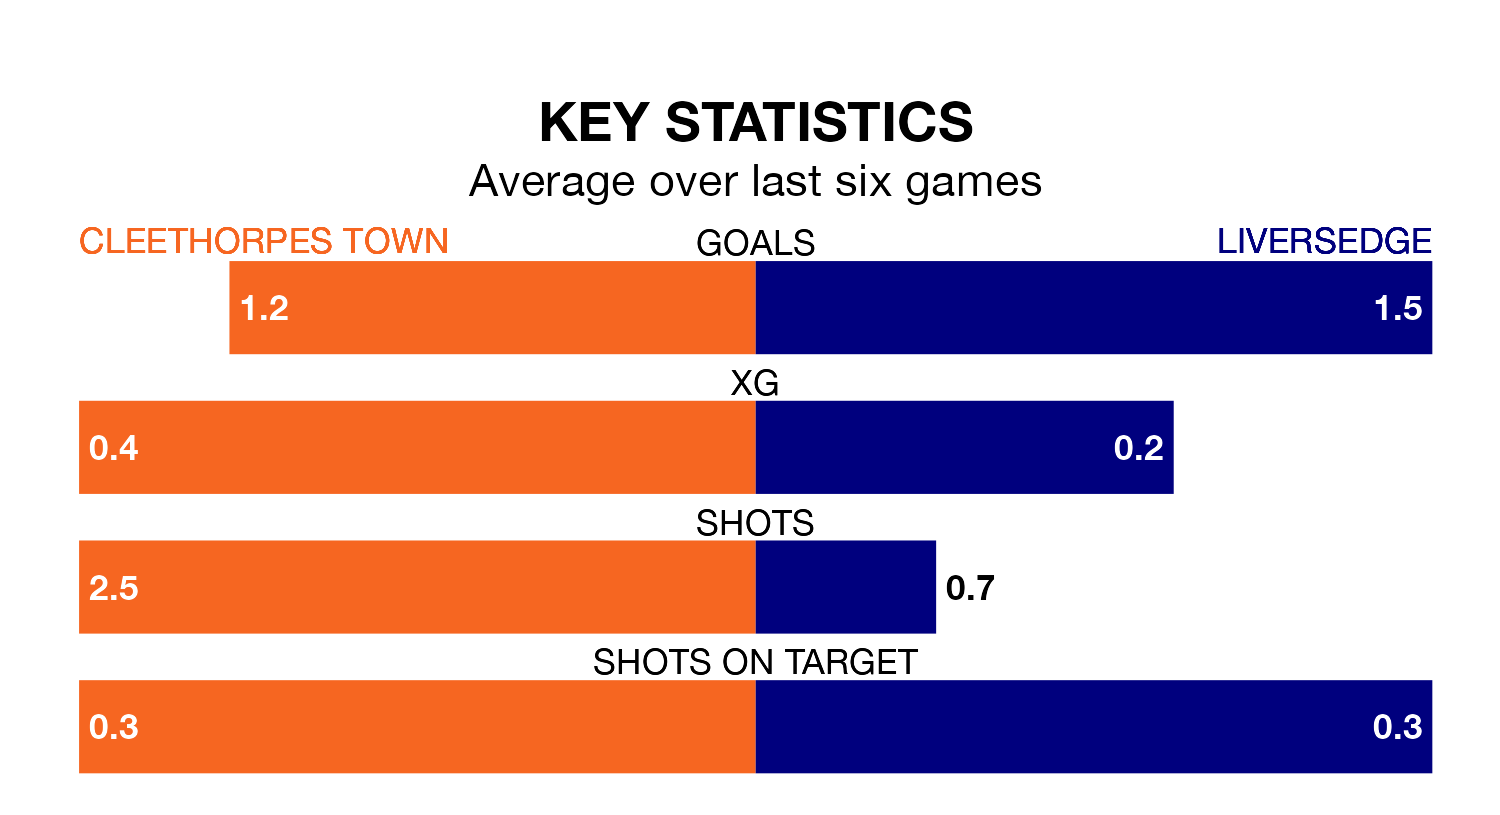 KEY STATISTICS
Average over last six games
CLEETHORPES TOWN GOALS LIVERSEDGE
1.2 1.5
XG
0.4 0.2
SHOTS
2.5 0.7
SHOTS ON TARGET
0.3 0.3